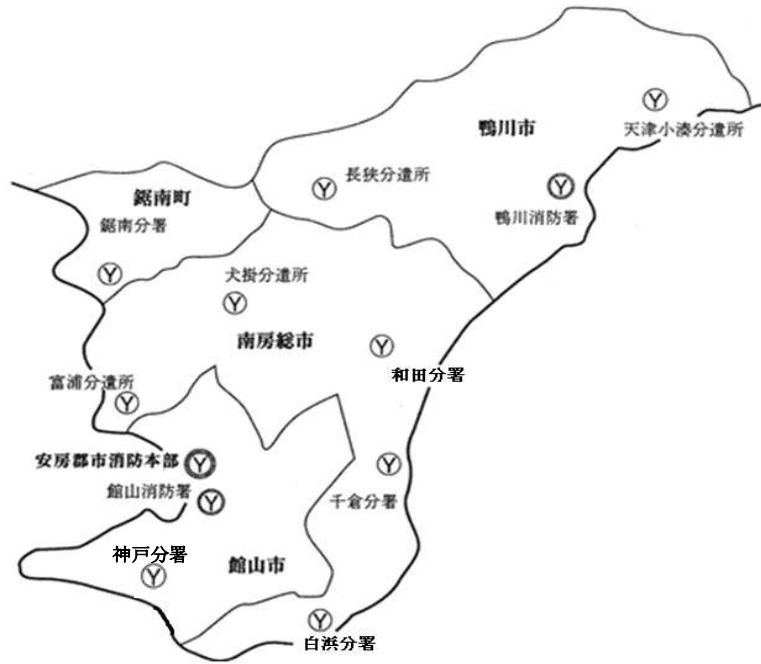 鴨川市
天津小湊分遣所
長狭分遣所
鋸南町
鴨川消防署
鋸南分署
犬掛分遣所
南房総市
和田分署
富浦分遣所
安房郡市消防本部
館山消防署
千倉分署
神戸分署
館山市
白浜分署